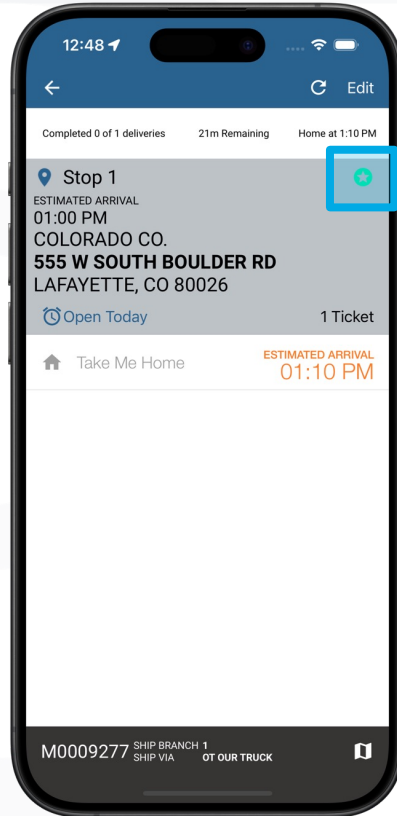 12:48
Edit
Completed 0 of 1 deliveries 21m Remaining Home at 1:10 PM
Stop 1
ESTIMATED ARRIVAL
01:00 PM
COLORADO CO.
555 W SOUTH BOULDER RD
LAFAYETTE, CO 80026
Open Today 1 Ticket
Take Me Home
ESTIMATED ARRIVAL
01:10 PM
M0009277
SHIP BRANCH 1
SHIP VIA OT OUR TRUCK